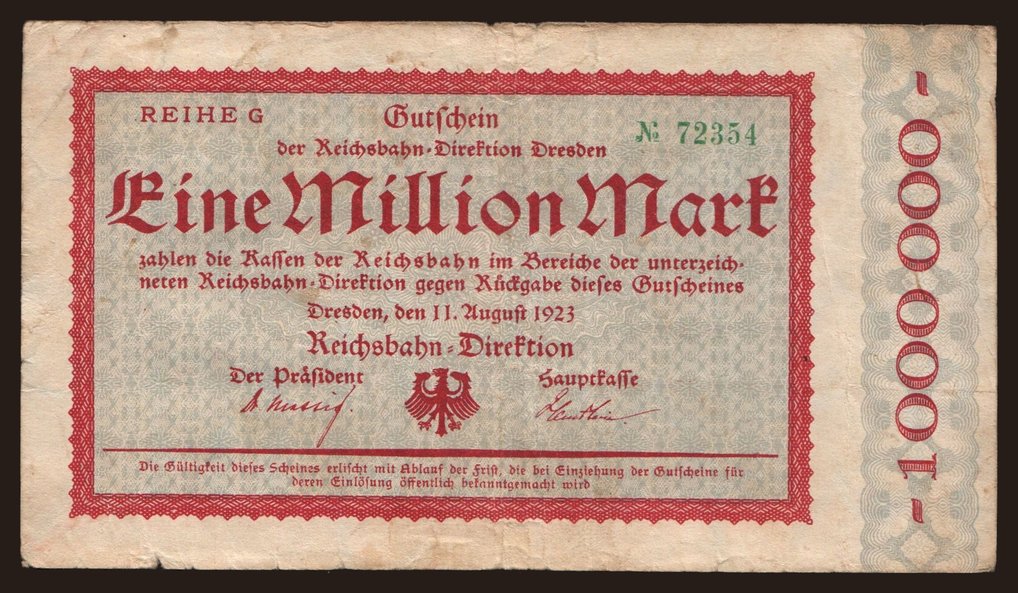 REIHE G
Gutschein
№ 72354
der Reichsbahn-Direktion Dresden
Eine Million Mark
zahlen die Kassen der Reichsbahn im Bereiche der unterzeich-
neten Reichsbahn-Direktion gegen Rückgabe dieses Gutscheines
Dresden, den 11. August 1923
Reichsbahn-Direktion
Der Präsident
Hauptkasse
Die Gültigkeit dieses Scheines erlischt mit Ablauf der Frist, die bei Einziehung der Gutscheine für
deren Einlösung öffentlich bekanntgemacht wird
-1000000-